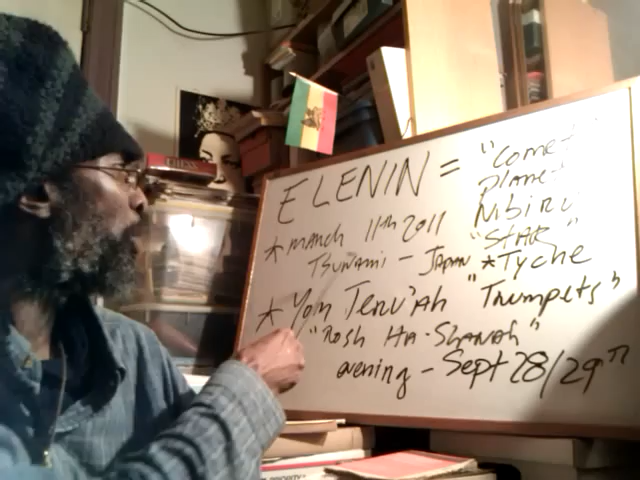 ELENIN = "Comet
planet
Nibiru
* march 11th 2011 "STAR"
TSUNAMI - JAPAN *Tyche
* Yom Teru'ah "Trumpets"
"Rosh HA-Shanah"
evening - Sept 28/29th